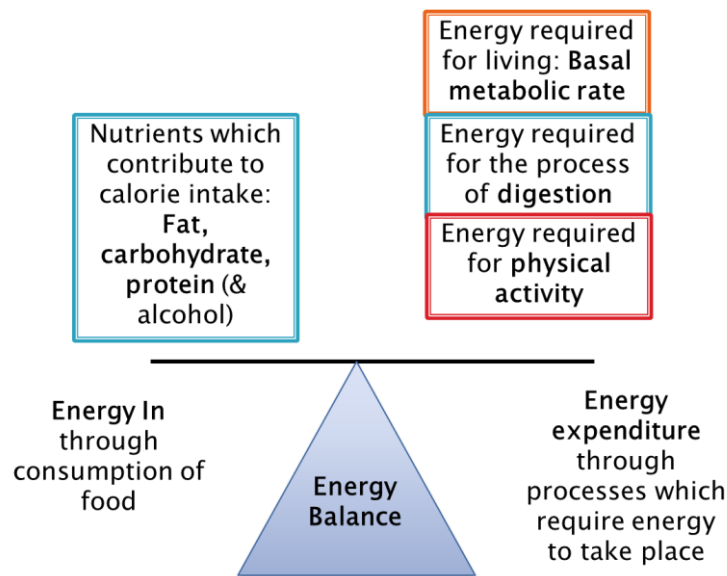 Energy required
for living: Basal
metabolic rate
Nutrients which
contribute to
calorie intake:
Fat,
carbohydrate,
protein (&
alcohol)
Energy required
for the process
of digestion
Energy required
for physical
activity
Energy In
through
consumption of
food
Energy
Balance
Energy
expenditure
through
processes which
require energy
to take place